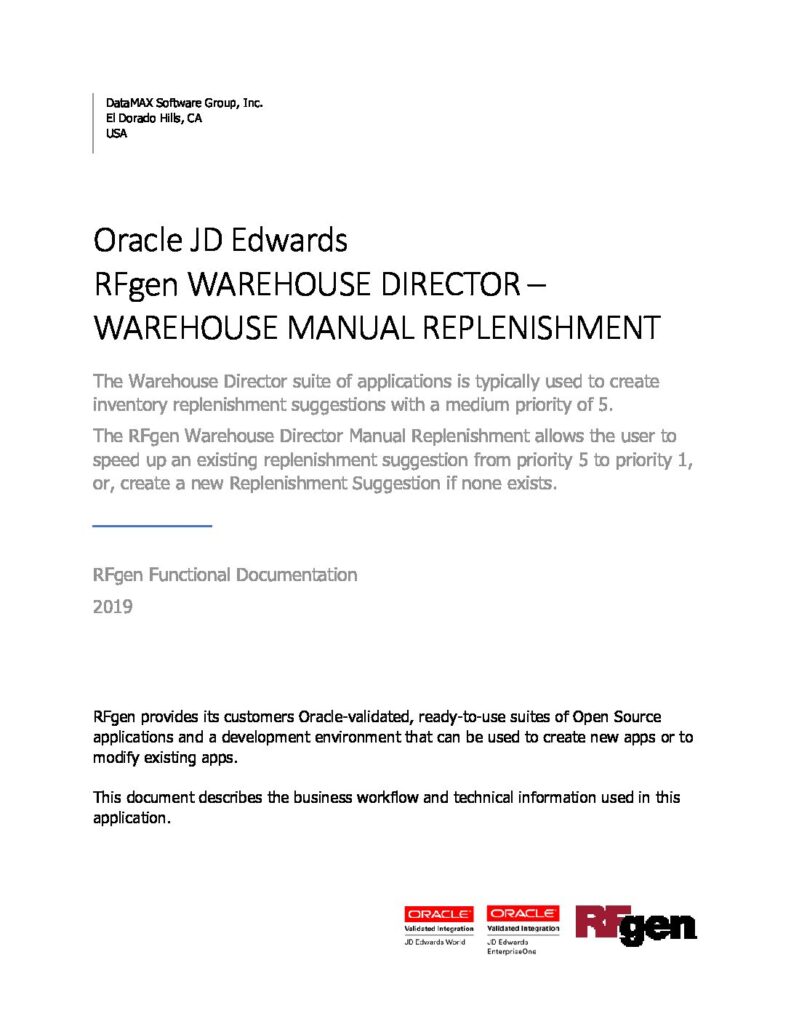 DataMAX Software Group, Inc.
El Dorado Hills, CA
USA
Oracle JD Edwards
RFgen WAREHOUSE DIRECTOR –
WAREHOUSE MANUAL REPLENISHMENT
The Warehouse Director suite of applications is typically used to create
inventory replenishment suggestions with a medium priority of 5.
The RFgen Warehouse Director Manual Replenishment allows the user to
speed up an existing replenishment suggestion from priority 5 to priority 1,
or, create a new Replenishment Suggestion if none exists.
RFgen Functional Documentation
2019
RFgen provides its customers Oracle-validated, ready-to-use suites of Open Source
applications and a development environment that can be used to create new apps or to
modify existing apps.
This document describes the business workflow and technical information used in this
application.
ORACLE
Validated Integration
JD Edwards World
ORACLE
Validated Integration
JD Edwards
EnterpriseOne
RFgen